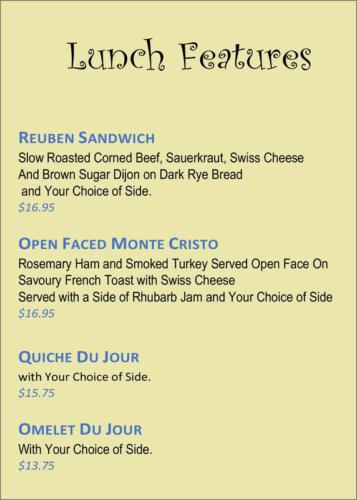 Lunch Features
REUBEN SANDWICH
Slow Roasted Corned Beef, Sauerkraut, Swiss Cheese
And Brown Sugar Dijon on Dark Rye Bread
and Your Choice of Side.
$16.95
OPEN FACED MONTE CRISTO
Rosemary Ham and Smoked Turkey Served Open Face On
Savoury French Toast with Swiss Cheese
Served with a Side of Rhubarb Jam and Your Choice of Side
$16.95
QUICHE DU JOUR
with Your Choice of Side.
$15.75
OMELET DU JOUR
With Your Choice of Side.
$13.75